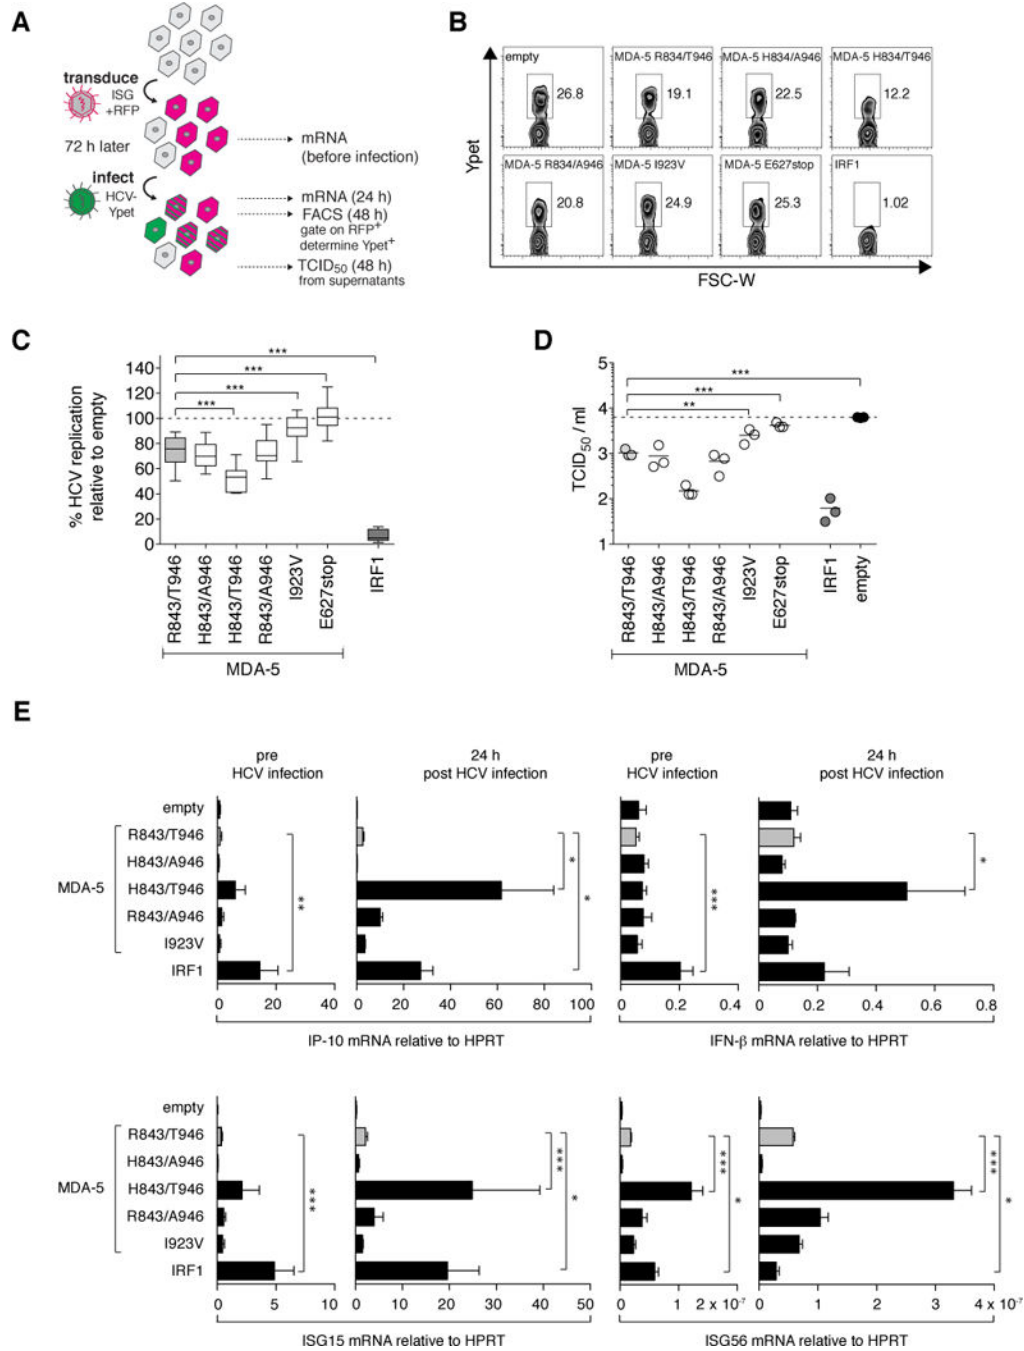 A
transduce
ISG
+RFP
72 h later
infect
HCV-
Ypet
mRNA
(before infection)
mRNA (24 h)
FACS (48 h)
gate on RFP+
determine Ypet+
TCID50 (48 h)
from supernatants
B
Ypet
empty
26.8
MDA-5 R834/T946
19.1
MDA-5 H834/A946
22.5
MDA-5 H834/T946
12.2
MDA-5 R834/A946
20.8
MDA-5 I923V
24.9
MDA-5 E627stop
25.3
IRF1
1.02
FSC-W
C
% HCV replication
relative to empty
140
120
100
80
60
40
20
0
***
***
***
***
R843/T946
H843/A946
H843/T946
R843/A946
I923V
E627stop
IRF1
MDA-5
D
TCID50 / ml
5
4
3
2
1
***
***
**
R843/T946
H843/A946
H843/T946
R843/A946
I923V
E627stop
IRF1
empty
MDA-5
E
pre
HCV infection
24 h
post HCV infection
pre
HCV infection
24 h
post HCV infection
empty
R843/T946
H843/A946
MDA-5
H843/T946
R843/A946
I923V
IRF1
**
*
*
***
*
0 20 40
0 20 40 60 80 100
0 0.2 0.4
0 0.2 0.4 0.6 0.8
IP-10 mRNA relative to HPRT
IFN-β mRNA relative to HPRT
empty
R843/T946
H843/A946
MDA-5
H843/T946
R843/A946
I923V
IRF1
***
***
*
***
*
***
*
0 5 10
0 10 20 30 40 50
0 1 2 x 10-7
0 1 2 3 4 x 10-7
ISG15 mRNA relative to HPRT
ISG56 mRNA relative to HPRT